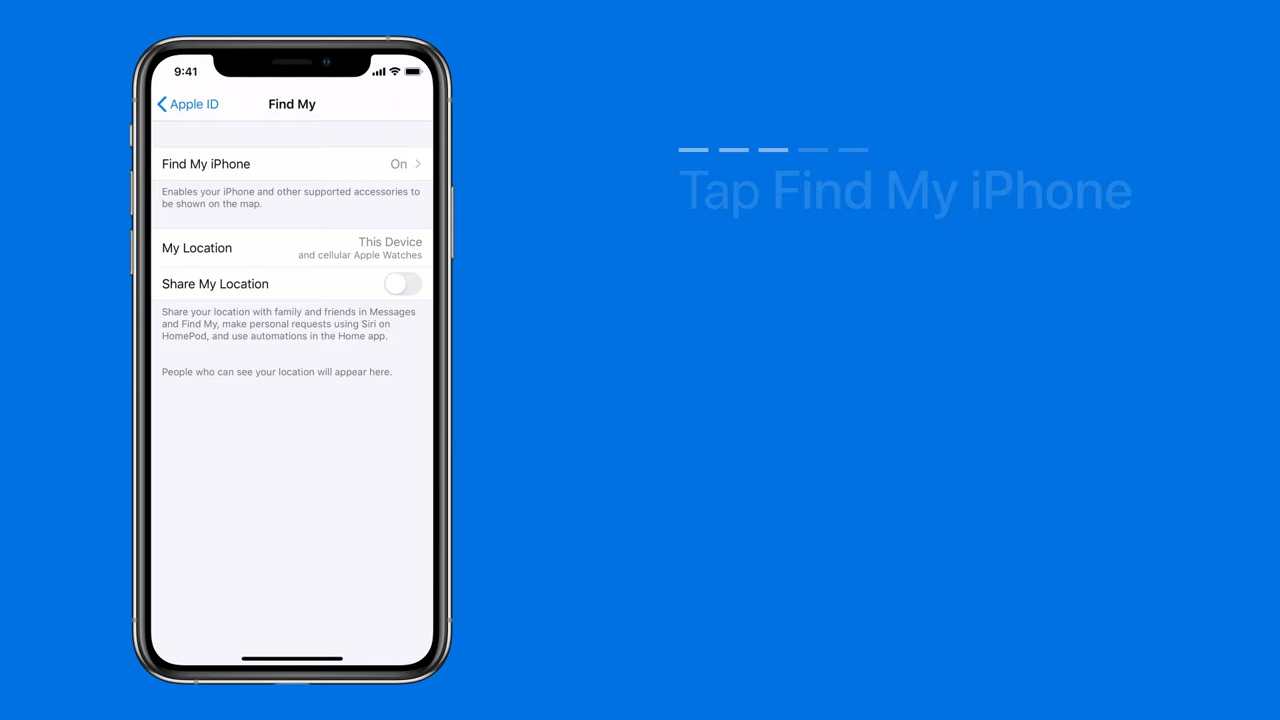 9:41
Apple ID
Find My
Find My iPhone
On
Enables your iPhone and other supported accessories to
be shown on the map.
My Location
This Device
and cellular Apple Watches
Share My Location
Share your location with family and friends in Messages
and Find My, make personal requests using Siri on
HomePod, and use automations in the Home app.
People who can see your location will appear here.
Tap Find My iPhone